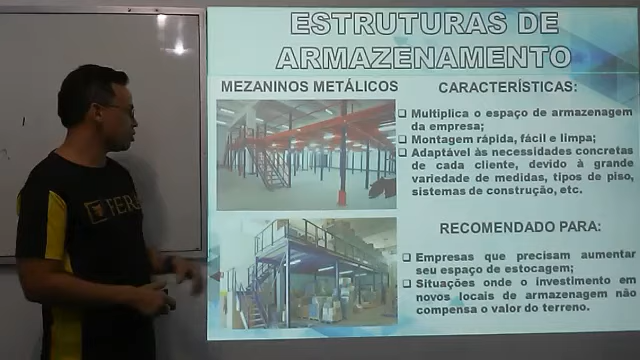 ESTRUTURAS DE
ARMAZENAMENTO
MEZANINOS METÁLICOS
CARACTERÍSTICAS:
❑ Multiplica o espaço de armazenagem
da empresa;
❑ Montagem rápida, fácil e limpa;
❑ Adaptável às necessidades concretas
de cada cliente, devido à grande
variedade de medidas, tipos de piso,
sistemas de construção, etc.
RECOMENDADO PARA:
❑ Empresas que precisam aumentar
seu espaço de estocagem;
❑ Situações onde o investimento em
novos locais de armazenagem não
compensa o valor do terreno.